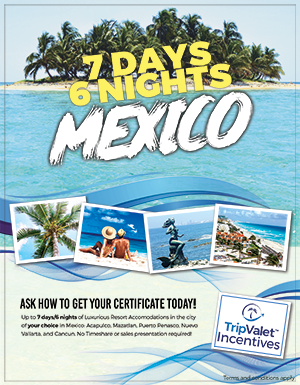 7 DAYS
6 NIGHTS
MEXICO
ASK HOW TO GET YOUR CERTIFICATE TODAY!
Up to 7 days/6 nights of Luxurious Resort Accomodations in the city
of your choice in Mexico: Acapulco, Mazatlan, Puerto Penasco, Nuevo
Vallarta, and Cancun. No Timeshare or sales presentation required!
TripValet
Incentives
Terms and conditions apply